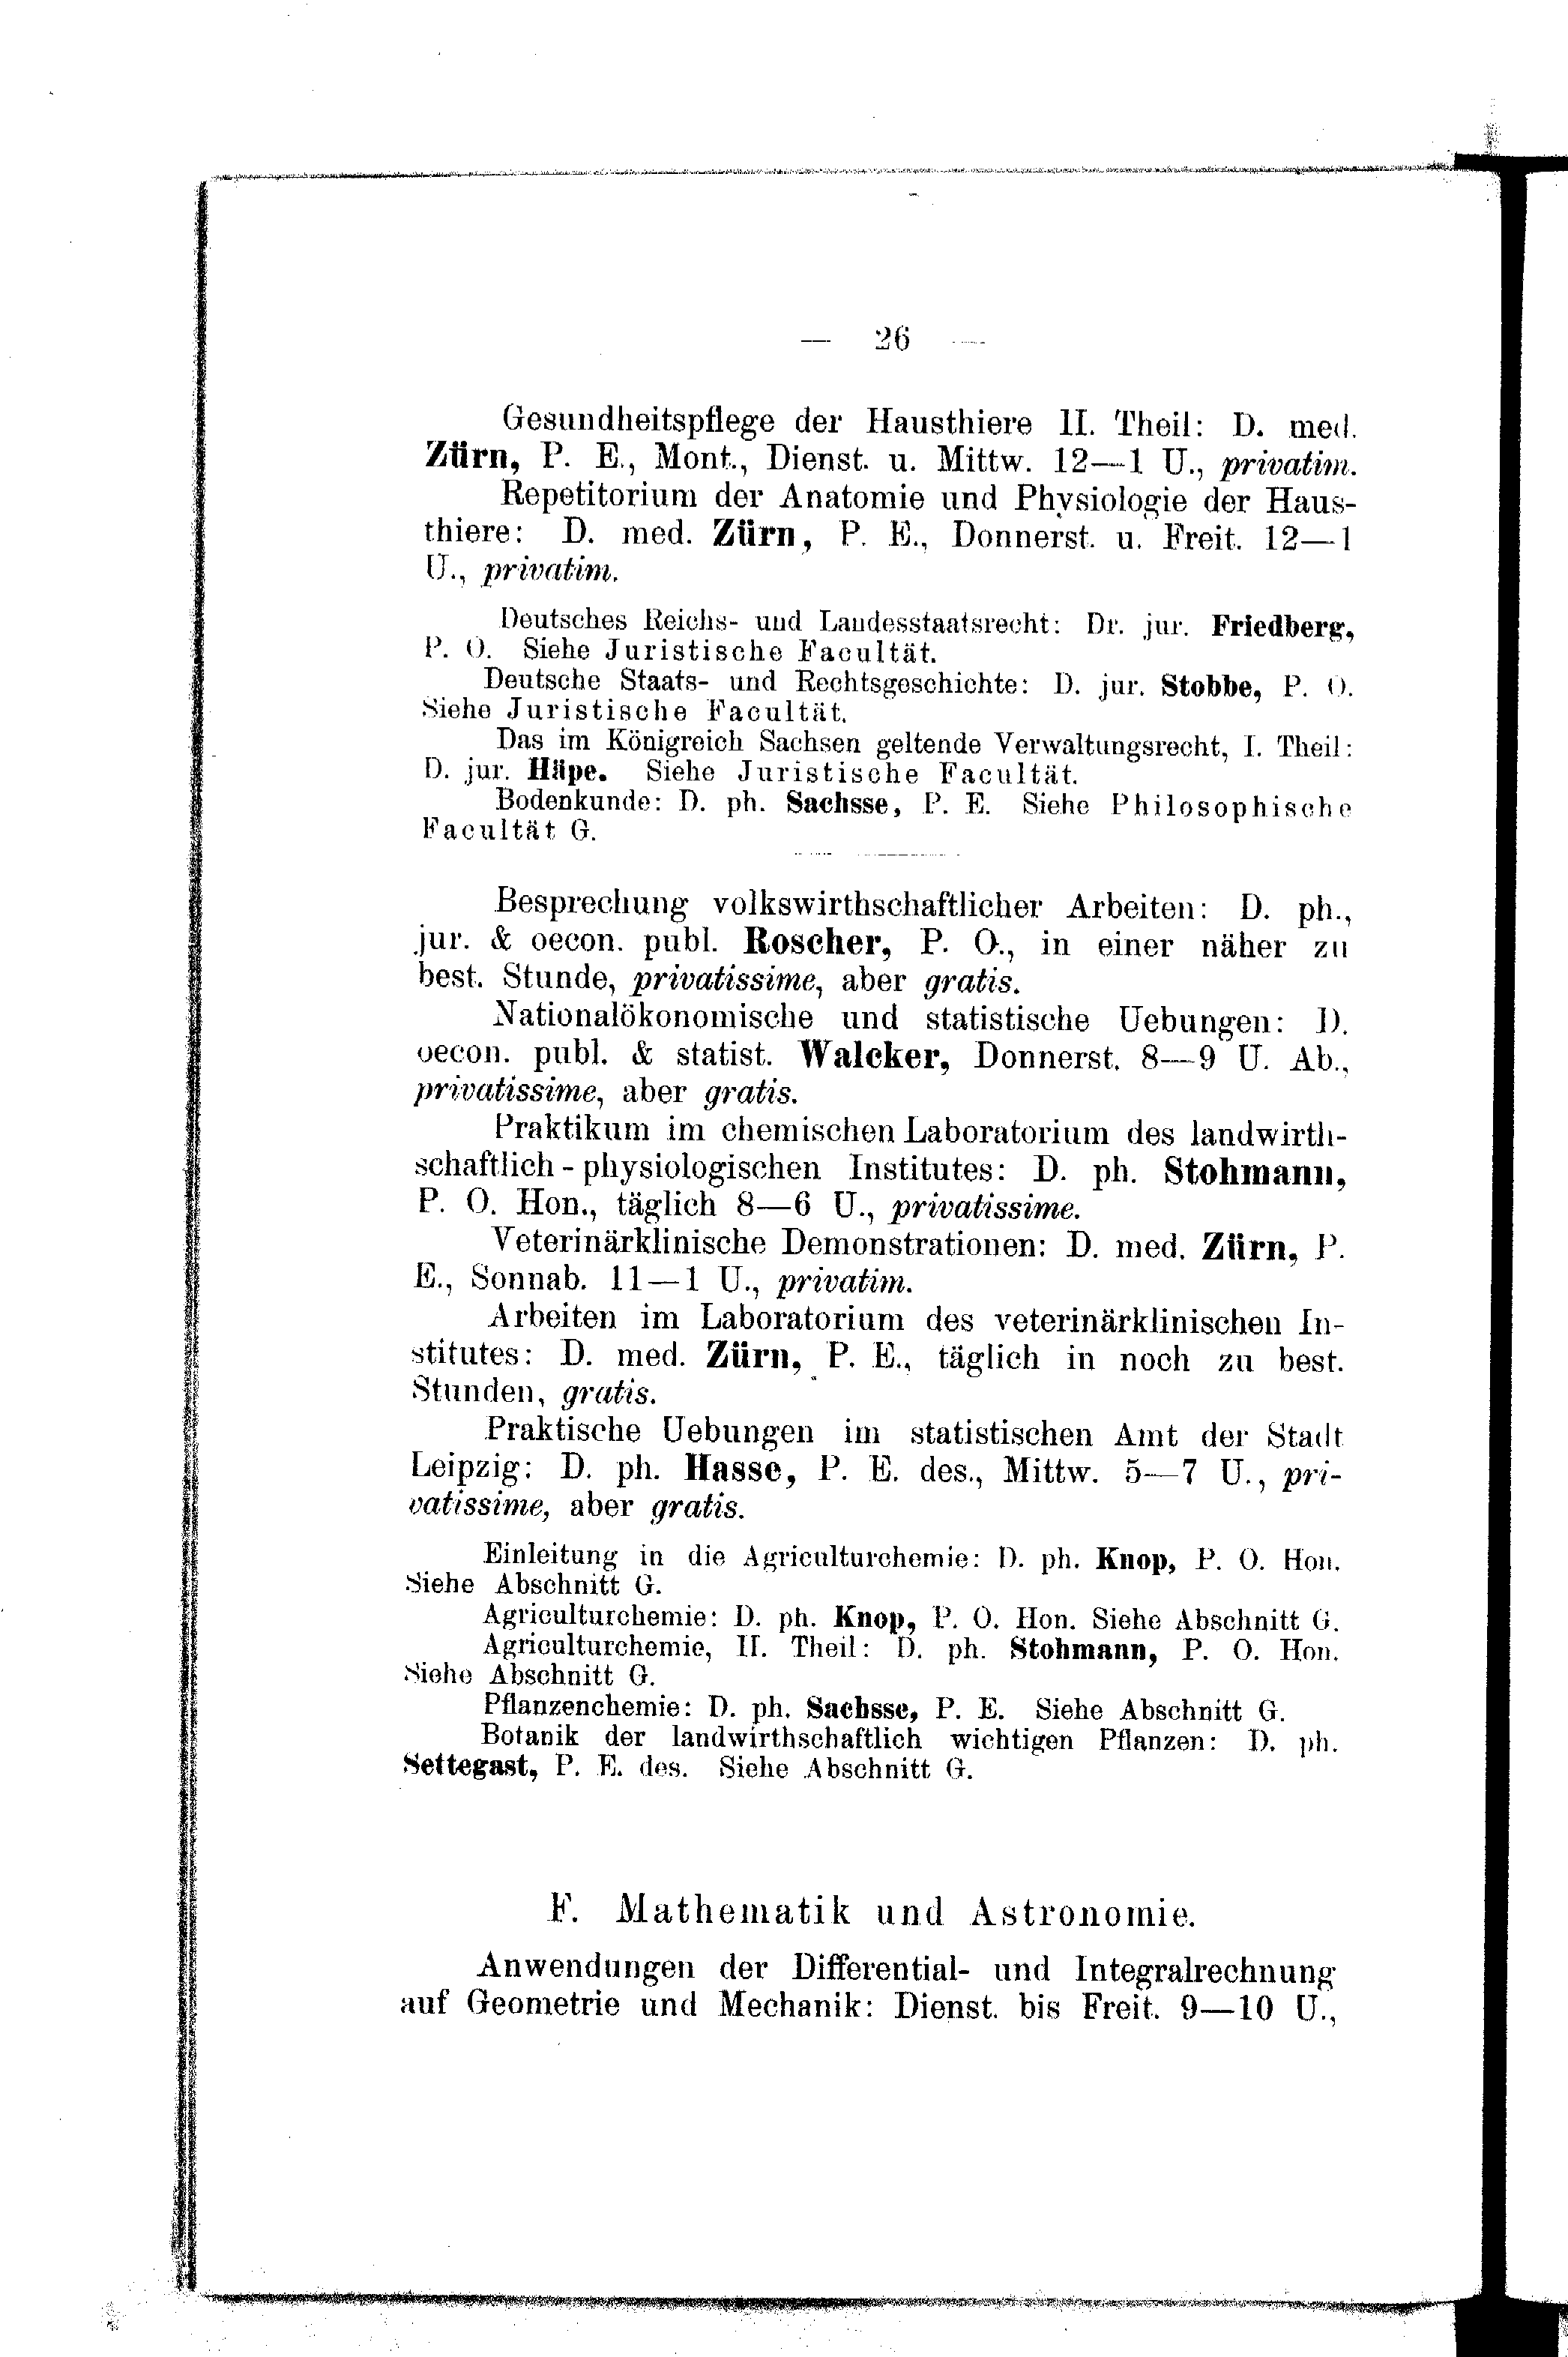 — 26 —
Gesundheitspflege der Hausthiere II. Theil: D. med.
Zürn, P. E., Mont., Dienst. u. Mittw. 12—1 U., privatim.
Repetitorium der Anatomie und Physiologie der Haus-
thiere: D. med. Zürn, P. E., Donnerst. u. Freit. 12—1
U., privatim.
Deutsches Reichs- und Landesstaatsrecht: Dr. jur. Friedberg,
P. O. Siehe Juristische Facultät.
Deutsche Staats- und Rechtsgeschichte: D. jur. Stobbe, P. O.
Siehe Juristische Facultät.
Das im Königreich Sachsen geltende Verwaltungsrecht, I. Theil:
D. jur. Häpe. Siehe Juristische Facultät.
Bodenkunde: D. ph. Sachsse, P. E. Siehe Philosophische
Facultät G.
Besprechung volkswirthschaftlicher Arbeiten: D. ph.,
jur. & oecon. publ. Roscher, P. O., in einer näher zu
best. Stunde, privatissime, aber gratis.
Nationalökonomische und statistische Uebungen: D.
oecon. publ. & statist. Walcker, Donnerst. 8—9 U. Ab.,
privatissime, aber gratis.
Praktikum im chemischen Laboratorium des landwirth-
schaftlich-physiologischen Institutes: D. ph. Stohmann,
P. O. Hon., täglich 8—6 U., privatissime.
Veterinärklinische Demonstrationen: D. med. Zürn, P.
E., Sonnab. 11—1 U., privatim.
Arbeiten im Laboratorium des veterinärklinischen In-
stitutes: D. med. Zürn, P. E., täglich in noch zu best.
Stunden, gratis.
Praktische Uebungen im statistischen Amt der Stadt
Leipzig: D. ph. Hasse, P. E. des., Mittw. 5—7 U., pri-
vatissime, aber gratis.
Einleitung in die Agriculturchemie: D. ph. Knop, P. O. Hon.
Siehe Abschnitt G.
Agriculturchemie: D. ph. Knop, P. O. Hon. Siehe Abschnitt G.
Agriculturchemie, II. Theil: D. ph. Stohmann, P. O. Hon.
Siehe Abschnitt G.
Pflanzenchemie: D. ph. Sachsse, P. E. Siehe Abschnitt G.
Botanik der landwirthschaftlich wichtigen Pflanzen: D. ph.
Settegast, P. E. des. Siehe Abschnitt G.
F. Mathematik und Astronomie.
Anwendungen der Differential- und Integralrechnung
auf Geometrie und Mechanik: Dienst. bis Freit. 9—10 U.,